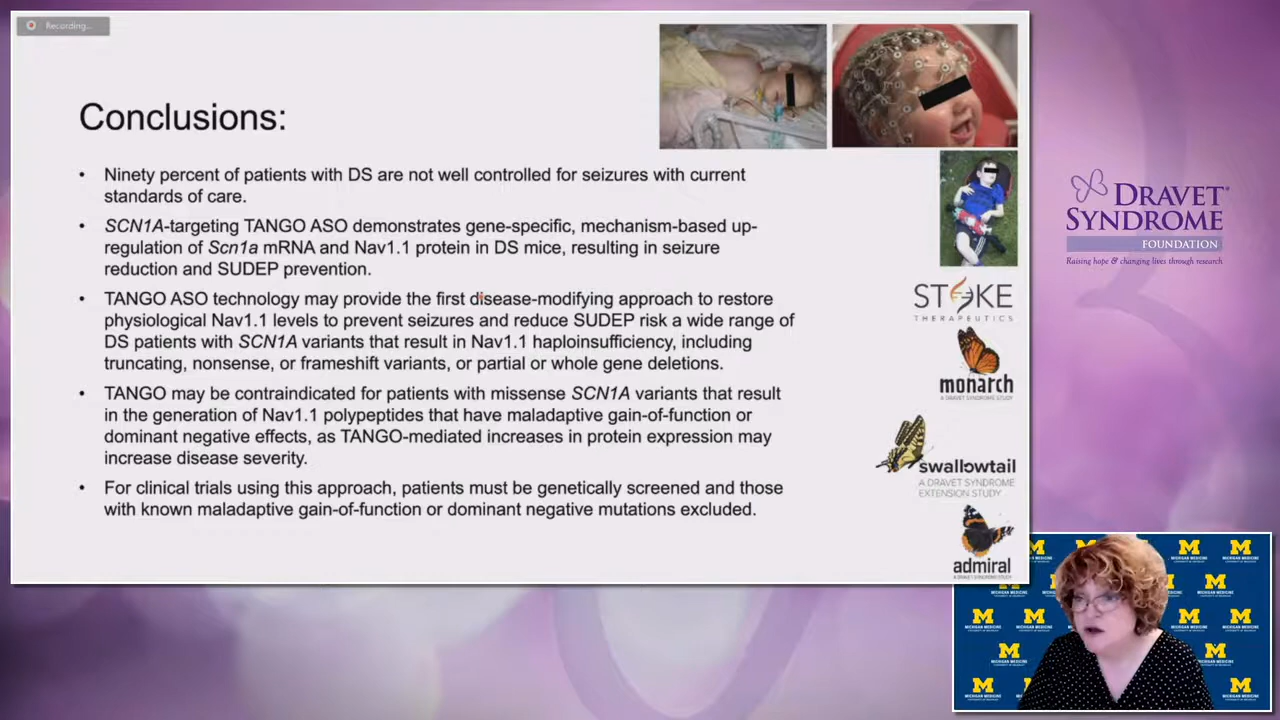 Recording...
Conclusions:
• Ninety percent of patients with DS are not well controlled for seizures with current
standards of care.
• SCN1A-targeting TANGO ASO demonstrates gene-specific, mechanism-based up-
regulation of Scn1a mRNA and Nav1.1 protein in DS mice, resulting in seizure
reduction and SUDEP prevention.
• TANGO ASO technology may provide the first disease-modifying approach to restore
physiological Nav1.1 levels to prevent seizures and reduce SUDEP risk a wide range of
DS patients with SCN1A variants that result in Nav1.1 haploinsufficiency, including
truncating, nonsense, or frameshift variants, or partial or whole gene deletions.
• TANGO may be contraindicated for patients with missense SCN1A variants that result
in the generation of Nav1.1 polypeptides that have maladaptive gain-of-function or
dominant negative effects, as TANGO-mediated increases in protein expression may
increase disease severity.
• For clinical trials using this approach, patients must be genetically screened and those
with known maladaptive gain-of-function or dominant negative mutations excluded.
STOKE
THERAPEUTICS
monarch
A DRAVET SYNDROME STUDY
swallowtail
A DRAVET SYNDROME
EXTENSION STUDY
admiral
A DRAVET SYNDROME STUDY
DRAVET
SYNDROME
FOUNDATION
Raising hope & changing lives through research
M
MICHIGAN MEDICINE